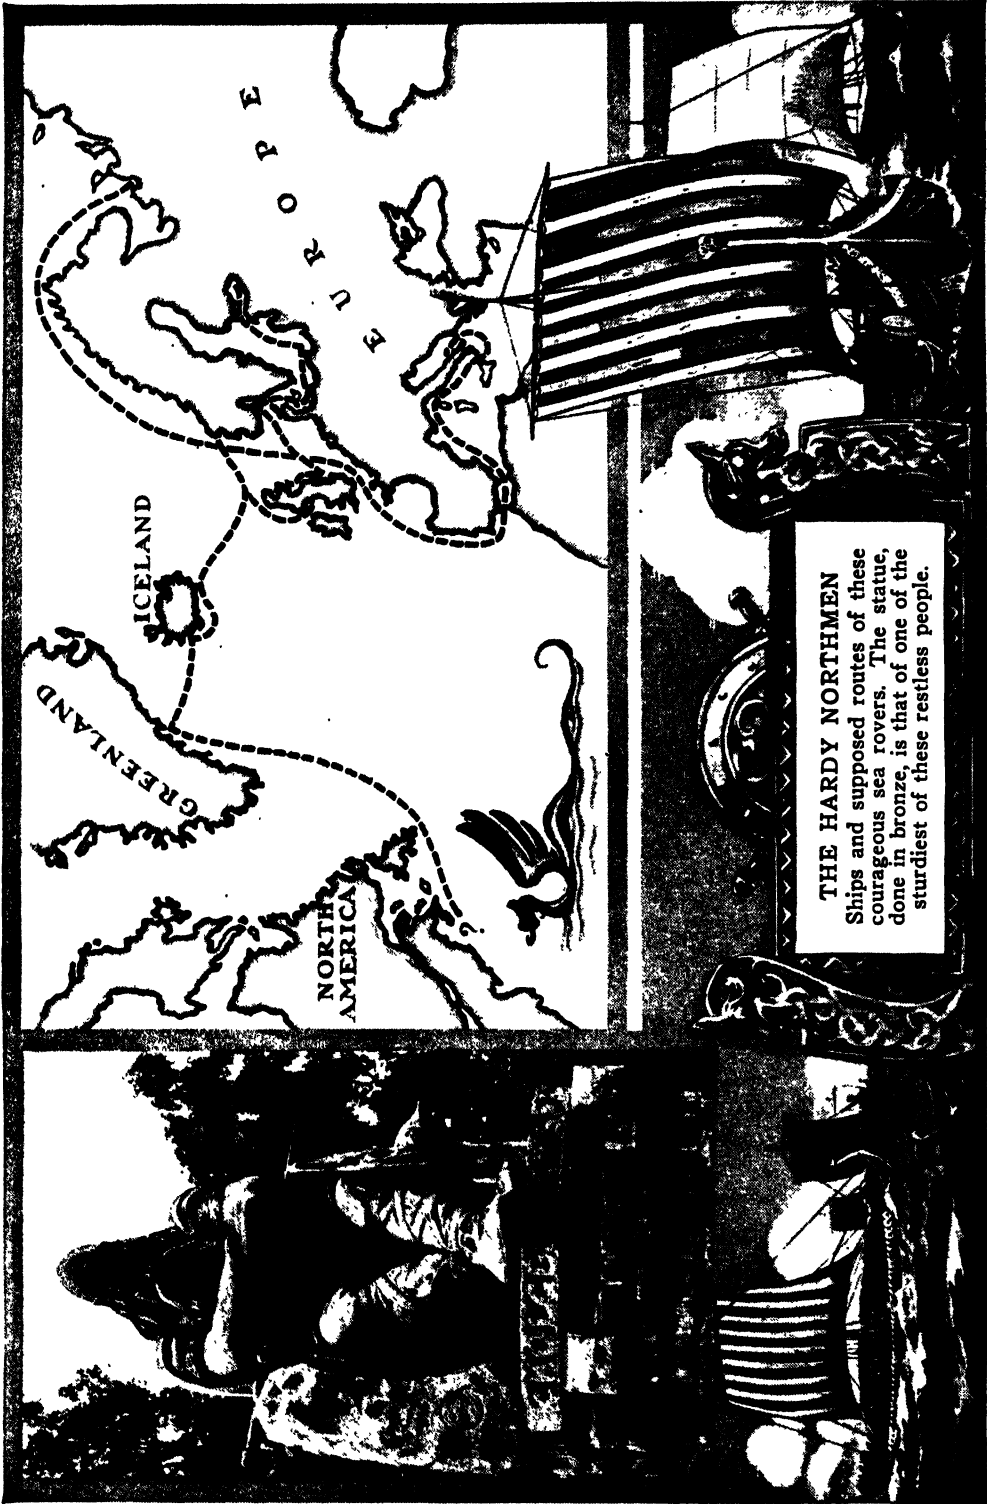 EUROPE
ICELAND
GREENLAND
NORTH
AMERICA
?
THE HARDY NORTHMEN
Ships and supposed routes of these
courageous sea rovers. The statue,
done in bronze, is that of one of the
sturdiest of these restless people.